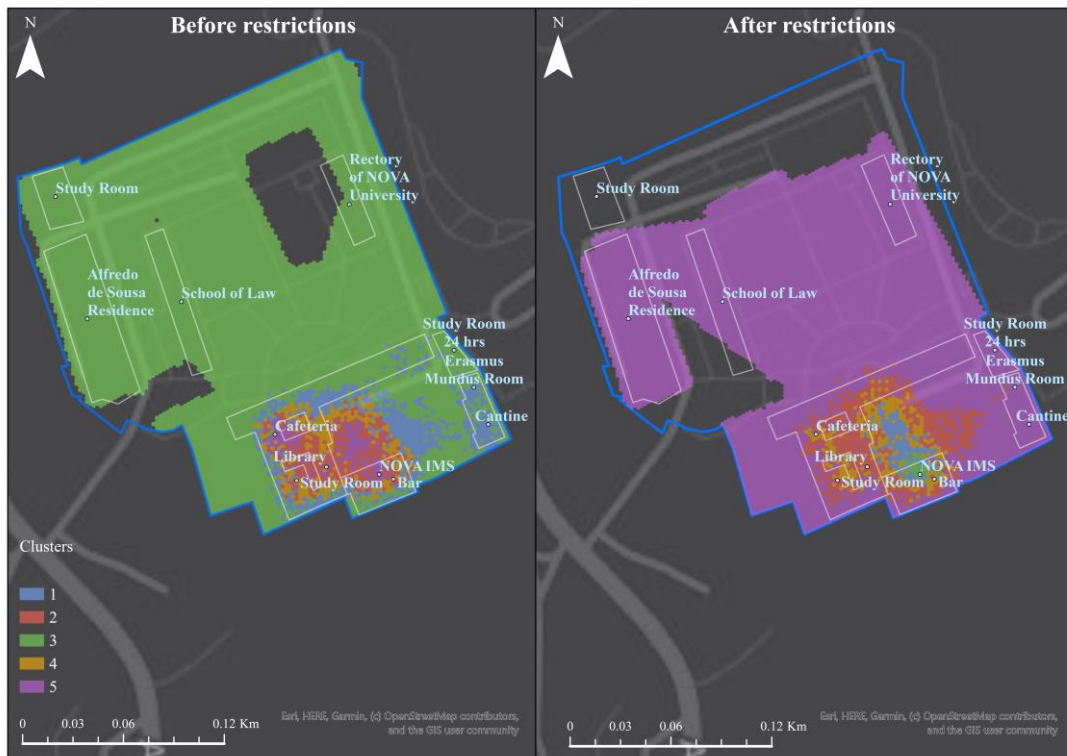 Before restrictions
N
Rectory
of NOVA
University
Study Room
Alfredo
de Sousa
Residence
School of Law
Study Room
24 hrs
Erasmus
Mundus Room
Cantine
Cafeteria
Library
NOVA IMS
Study Room
Bar
Clusters
1
2
3
4
5
0 0.03 0.06 0.12 Km
Esri, HERE, Garmin, (c) OpenStreetMap contributors,
and the GIS user community
After restrictions
N
Rectory
of NOVA
University
Study Room
Alfredo
de Sousa
Residence
School of Law
Study Room
24 hrs
Erasmus
Mundus Room
Cantine
Cafeteria
Library
NOVA IMS
Study Room
Bar
0 0.03 0.06 0.12 Km
Esri, HERE, Garmin, (c) OpenStreetMap contributors,
and the GIS user community